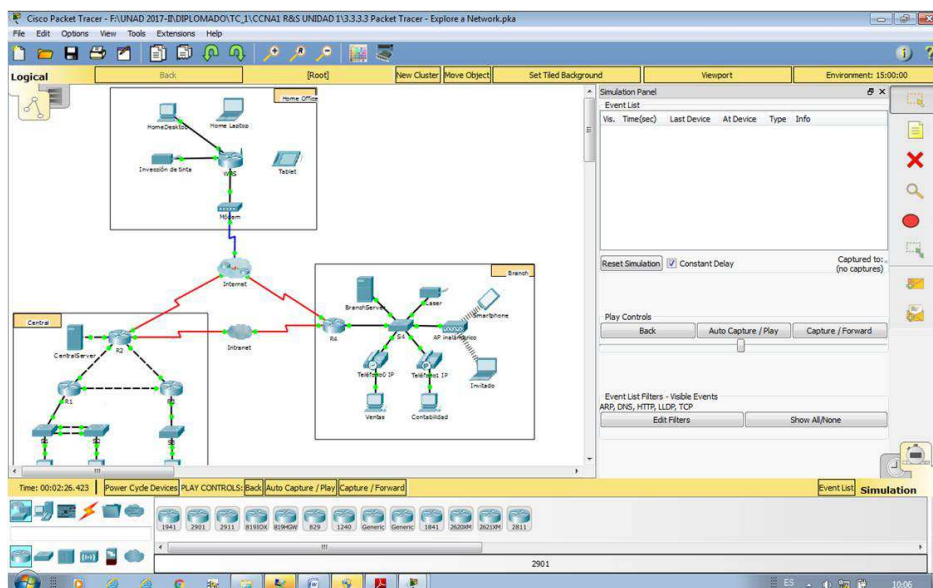 Cisco Packet Tracer - F:\UNAD 2017-II\DIPLOMADO\TC_1\CCNA1 R&S UNIDAD 1\3.3.3.3 Packet Tracer - Explore a Network.pka
File Edit Options View Tools Extensions Help
Logical Back [Root] New Cluster Move Object Set Tiled Background Viewport Environment: 15:00:00
Home Office
HomeDesktop
Home Laptop
Inversión de tinta
WRS
Tablet
Módem
Internet
Intranet
Central
CentralServer
R2
R1
S3
Branch
BranchServer
Laser
Smartphone
R4
S4
AP inalámbrico
Teléfono0 IP
Teléfono1 IP
Invitado
Ventas
Contabilidad
Simulation Panel
Event List
Vis. Time(sec) Last Device At Device Type Info
Reset Simulation Constant Delay
Captured to:
(no captures)
Play Controls
Back Auto Capture / Play Capture / Forward
Event List Filters - Visible Events
ARP, DNS, HTTP, LLDP, TCP
Edit Filters Show All/None
Time: 00:02:26.423 Power Cycle Devices PLAY CONTROLS: Back Auto Capture / Play Capture / Forward Event List Simulation
1941 2901 2911 819IOX 819HGW 829 1240 Generic Generic 1841 2620XM 2621XM 2811
2901
ES 10:06